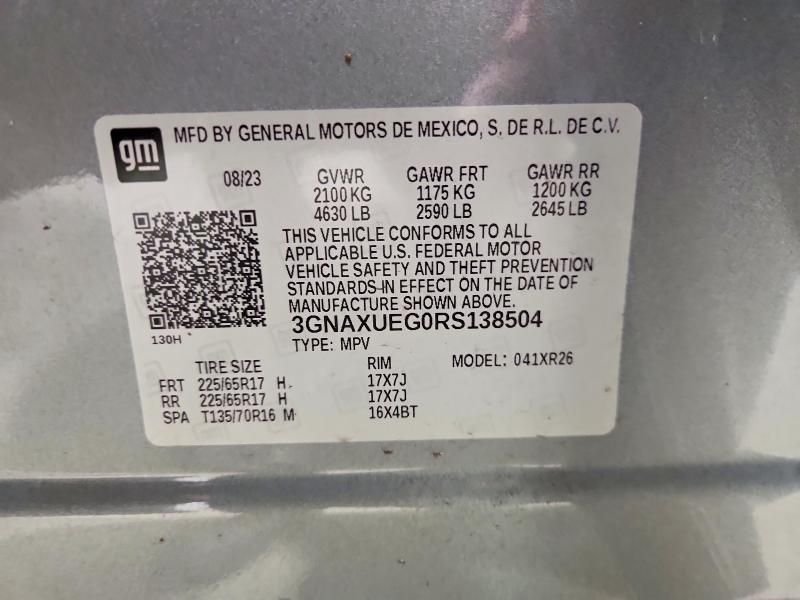 gm
MFD BY GENERAL MOTORS DE MEXICO, S. DE R.L. DE C.V.
08/23 GVWR GAWR FRT GAWR RR
2100 KG 1175 KG 1200 KG
4630 LB 2590 LB 2645 LB
THIS VEHICLE CONFORMS TO ALL
APPLICABLE U.S. FEDERAL MOTOR
VEHICLE SAFETY AND THEFT PREVENTION
STANDARDS IN EFFECT ON THE DATE OF
MANUFACTURE SHOWN ABOVE.
3GNAXUEG0RS138504
130H
TYPE: MPV
TIRE SIZE RIM MODEL: 041XR26
FRT 225/65R17 H 17X7J
RR 225/65R17 H 17X7J
SPA T135/70R16 M 16X4BT